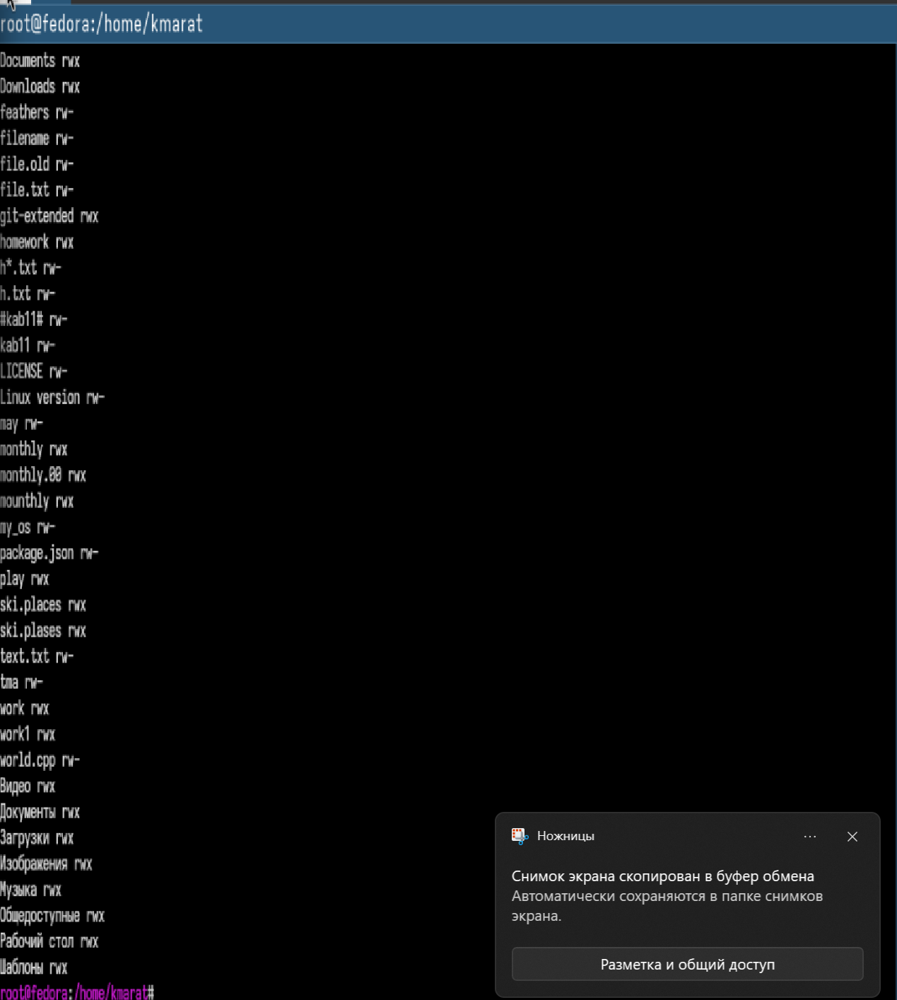 root@fedora:/home/kmarat
Documents rwx
Downloads rwx
feathers rw-
filename rw-
file.old rw-
file.txt rw-
git-extended rwx
homework rwx
h*.txt rw-
h.txt rw-
#kab11# rw-
kab11 rw-
LICENSE rw-
Linux version rw-
may rw-
monthly rwx
monthly.00 rwx
mounthly rwx
my_os rw-
package.json rw-
play rwx
ski.places rwx
ski.plases rwx
text.txt rw-
tma rw-
work rwx
work1 rwx
world.cpp rw-
Видео rwx
Документы rwx
Загрузки rwx
Изображения rwx
Музыка rwx
Общедоступные rwx
Рабочий стол rwx
Шаблоны rwx
root@fedora:/home/kmarat#
Ножницы
Снимок экрана скопирован в буфер обмена
Автоматически сохраняются в папке снимков
экрана.
Разметка и общий доступ